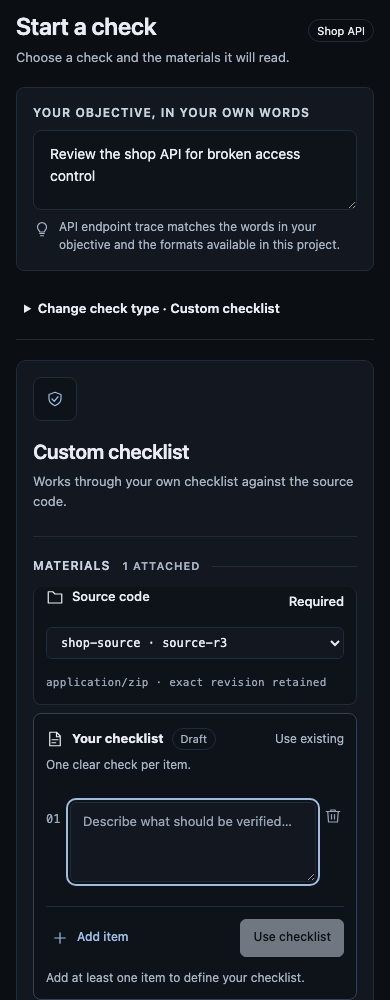 Start a check
Shop API
Choose a check and the materials it will read.
YOUR OBJECTIVE, IN YOUR OWN WORDS
Review the shop API for broken access
control
API endpoint trace matches the words in your
objective and the formats available in this project.
Change check type · Custom checklist
Custom checklist
Works through your own checklist against the source
code.
MATERIALS 1 ATTACHED
Source code
Required
shop-source · source-r3
application/zip · exact revision retained
Your checklist Draft Use existing
One clear check per item.
01 Describe what should be verified…
Add item Use checklist
Add at least one item to define your checklist.